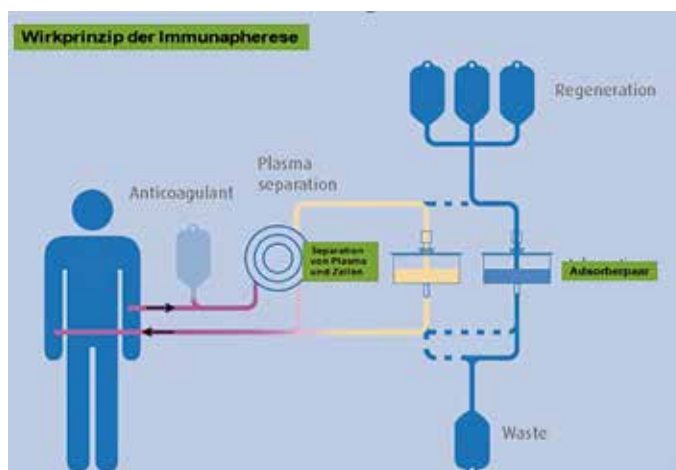 Wirkprinzip der Immunapherese
Regeneration
Plasma
separation
Anticoagulant
Separation
von Plasma
und Zellen
Adsorberpaar
Waste